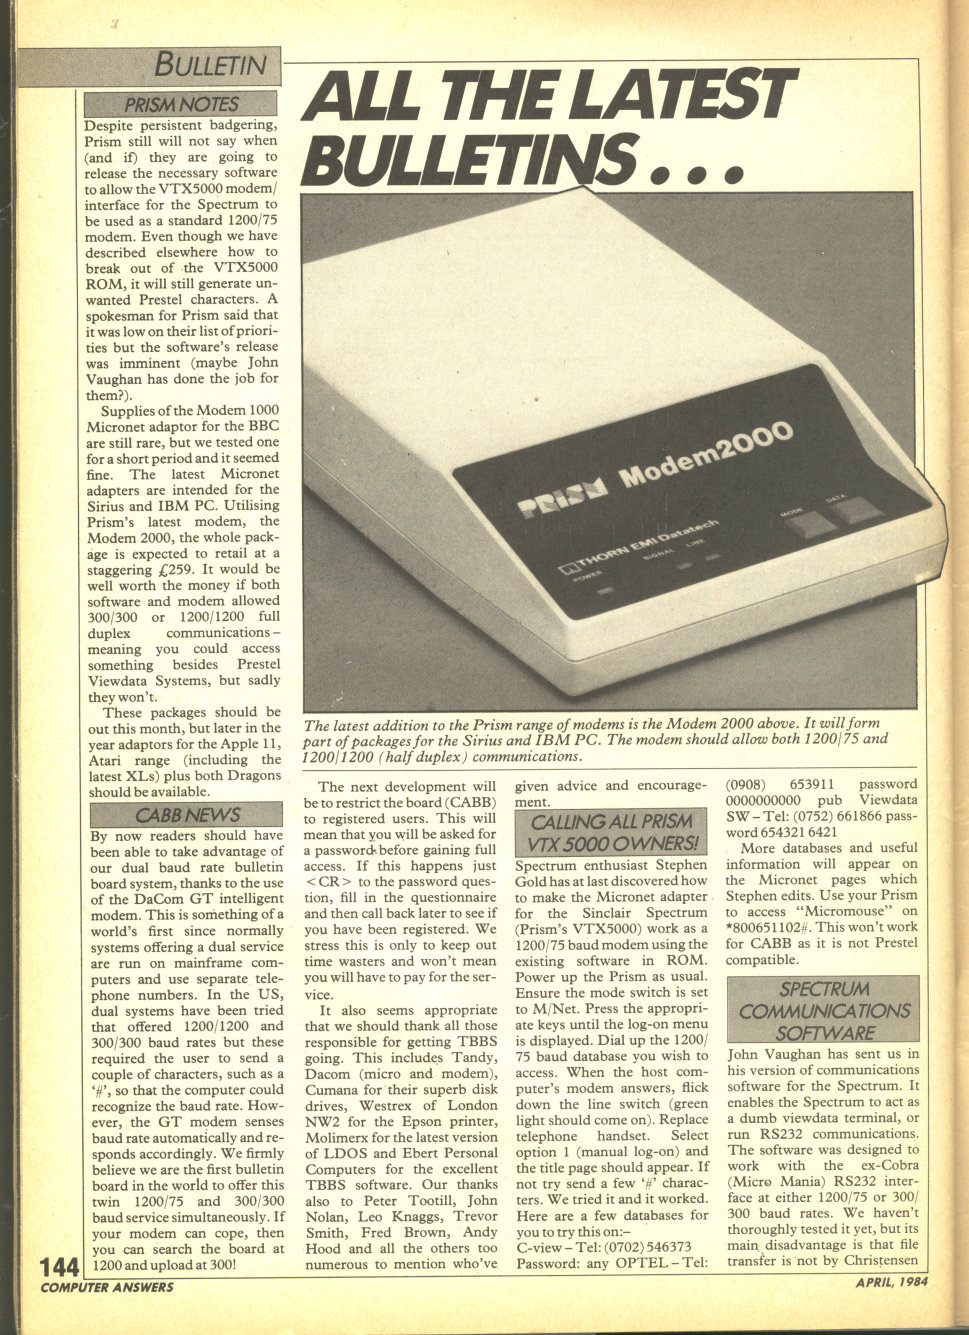 BULLETIN
PRISM NOTES
Despite persistent badgering,
Prism still will not say when
(and if) they are going to
release the necessary software
to allow the VTX5000 modem/
interface for the Spectrum to
be used as a standard 1200/75
modem. Even though we have
described elsewhere how to
break out of the VTX5000
ROM, it will still generate un-
wanted Prestel characters. A
spokesman for Prism said that
it was low on their list of priori-
ties but the software's release
was imminent (maybe John
Vaughan has done the job for
them?).
Supplies of the Modem 1000
Micronet adaptor for the BBC
are still rare, but we tested one
for a short period and it seemed
fine. The latest Micronet
adapters are intended for the
Sirius and IBM PC. Utilising
Prism's latest modem, the
Modem 2000, the whole pack-
age is expected to retail at a
staggering £259. It would be
well worth the money if both
software and modem allowed
300/300 or 1200/1200 full
duplex communications –
meaning you could access
something besides Prestel
Viewdata Systems, but sadly
they won't.
These packages should be
out this month, but later in the
year adaptors for the Apple 11,
Atari range (including the
latest XLs) plus both Dragons
should be available.
CABB NEWS
By now readers should have
been able to take advantage of
our dual baud rate bulletin
board system, thanks to the use
of the DaCom GT intelligent
modem. This is something of a
world's first since normally
systems offering a dual service
are run on mainframe com-
puters and use separate tele-
phone numbers. In the US,
dual systems have been tried
that offered 1200/1200 and
300/300 baud rates but these
required the user to send a
couple of characters, such as a
'#', so that the computer could
recognize the baud rate. How-
ever, the GT modem senses
baud rate automatically and re-
sponds accordingly. We firmly
believe we are the first bulletin
board in the world to offer this
twin 1200/75 and 300/300
baud service simultaneously. If
your modem can cope, then
you can search the board at
1200 and upload at 300!
ALL THE LATEST
BULLETINS...
PRISM Modem2000
THORN EMI Datatech
POWER SIGNAL LINE
MODE DATA
The latest addition to the Prism range of modems is the Modem 2000 above. It will form
part of packages for the Sirius and IBM PC. The modem should allow both 1200/75 and
1200/1200 (half duplex) communications.
The next development will
be to restrict the board (CABB)
to registered users. This will
mean that you will be asked for
a password before gaining full
access. If this happens just
<CR> to the password ques-
tion, fill in the questionnaire
and then call back later to see if
you have been registered. We
stress this is only to keep out
time wasters and won't mean
you will have to pay for the ser-
vice.
It also seems appropriate
that we should thank all those
responsible for getting TBBS
going. This includes Tandy,
Dacom (micro and modem),
Cumana for their superb disk
drives, Westrex of London
NW2 for the Epson printer,
Molimerx for the latest version
of LDOS and Ebert Personal
Computers for the excellent
TBBS software. Our thanks
also to Peter Tootill, John
Nolan, Leo Knaggs, Trevor
Smith, Fred Brown, Andy
Hood and all the others too
numerous to mention who've
given advice and encourage-
ment.
CALLING ALL PRISM
VTX 5000 OWNERS!
Spectrum enthusiast Stephen
Gold has at last discovered how
to make the Micronet adapter
for the Sinclair Spectrum
(Prism's VTX5000) work as a
1200/75 baud modem using the
existing software in ROM.
Power up the Prism as usual.
Ensure the mode switch is set
to M/Net. Press the appropri-
ate keys until the log-on menu
is displayed. Dial up the 1200/
75 baud database you wish to
access. When the host com-
puter's modem answers, flick
down the line switch (green
light should come on). Replace
telephone handset. Select
option 1 (manual log-on) and
the title page should appear. If
not try send a few '#' charac-
ters. We tried it and it worked.
Here are a few databases for
you to try this on:–
C-view – Tel: (0702) 546373
Password: any OPTEL – Tel:
(0908) 653911 password
0000000000 pub Viewdata
SW – Tel: (0752) 661866 pass-
word 654321 6421
More databases and useful
information will appear on
the Micronet pages which
Stephen edits. Use your Prism
to access "Micromouse" on
*800651102#. This won't work
for CABB as it is not Prestel
compatible.
SPECTRUM
COMMUNICATIONS
SOFTWARE
John Vaughan has sent us in
his version of communications
software for the Spectrum. It
enables the Spectrum to act as
a dumb viewdata terminal, or
run RS232 communications.
The software was designed to
work with the ex-Cobra
(Micro Mania) RS232 inter-
face at either 1200/75 or 300/
300 baud rates. We haven't
thoroughly tested it yet, but its
main disadvantage is that file
transfer is not by Christensen
144
COMPUTER ANSWERS
APRIL, 1984